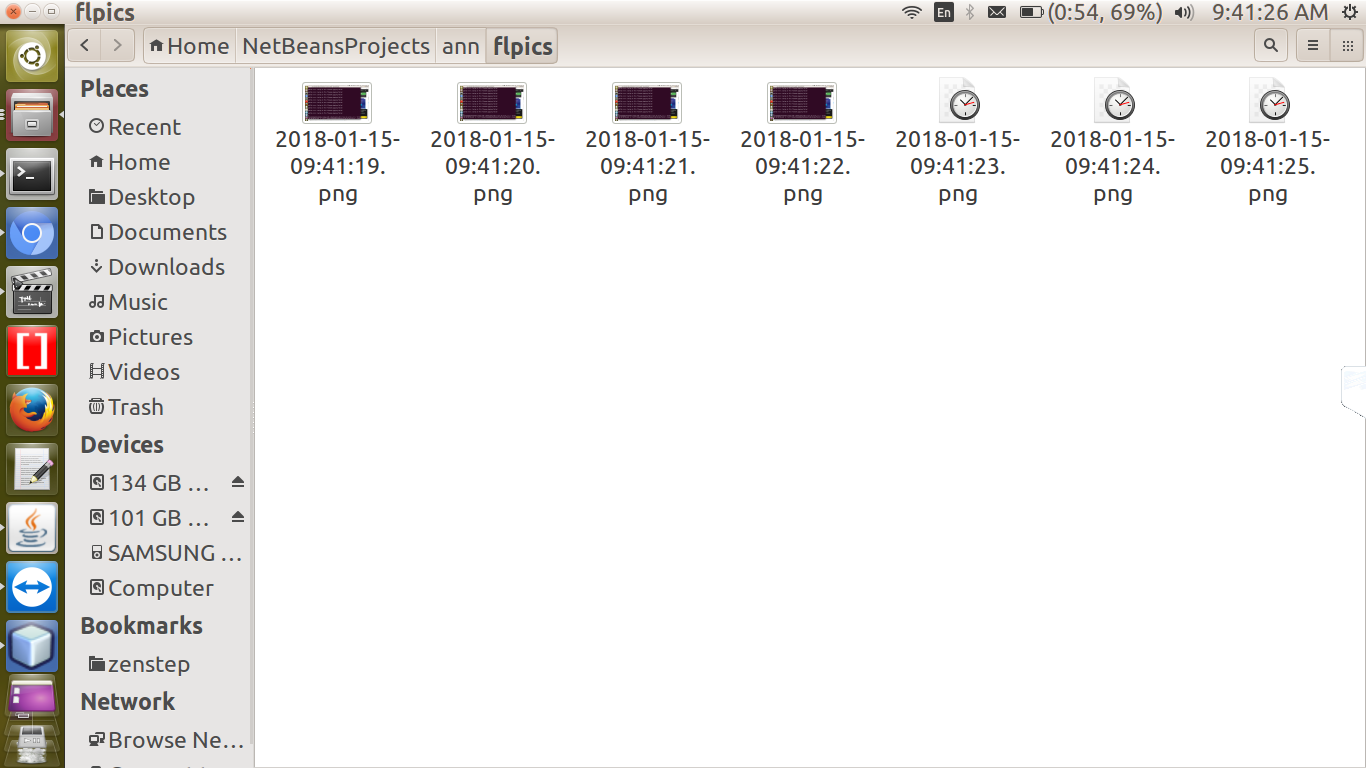 flpics
En
(0:54, 69%)
9:41:26 AM
Home
NetBeansProjects
ann
flpics
Places
Recent
Home
Desktop
Documents
Downloads
Music
Pictures
Videos
Trash
Devices
134 GB …
101 GB …
SAMSUNG …
Computer
Bookmarks
zenstep
Network
Browse Ne…
2018-01-15-
09:41:19.
png
2018-01-15-
09:41:20.
png
2018-01-15-
09:41:21.
png
2018-01-15-
09:41:22.
png
2018-01-15-
09:41:23.
png
2018-01-15-
09:41:24.
png
2018-01-15-
09:41:25.
png